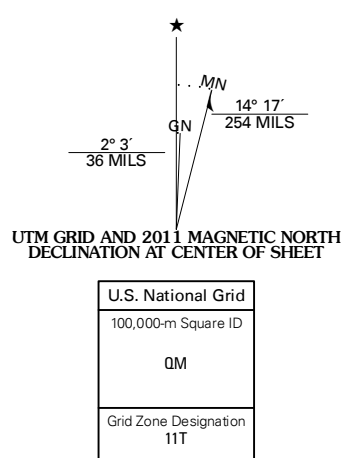 ★
MN
GN
14° 17´
254 MILS
2° 3´
36 MILS
UTM GRID AND 2011 MAGNETIC NORTH
DECLINATION AT CENTER OF SHEET
U.S. National Grid
100,000-m Square ID
QM
Grid Zone Designation
11T